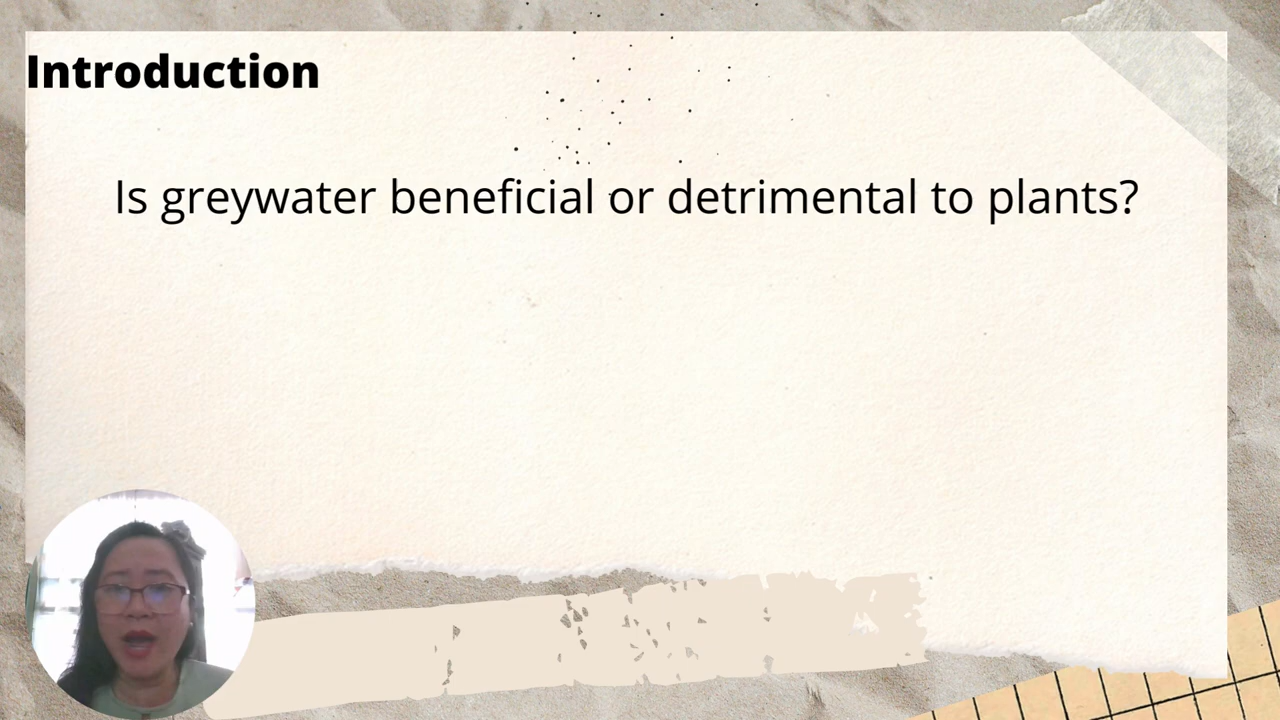 Introduction
Is greywater beneficial or detrimental to plants?